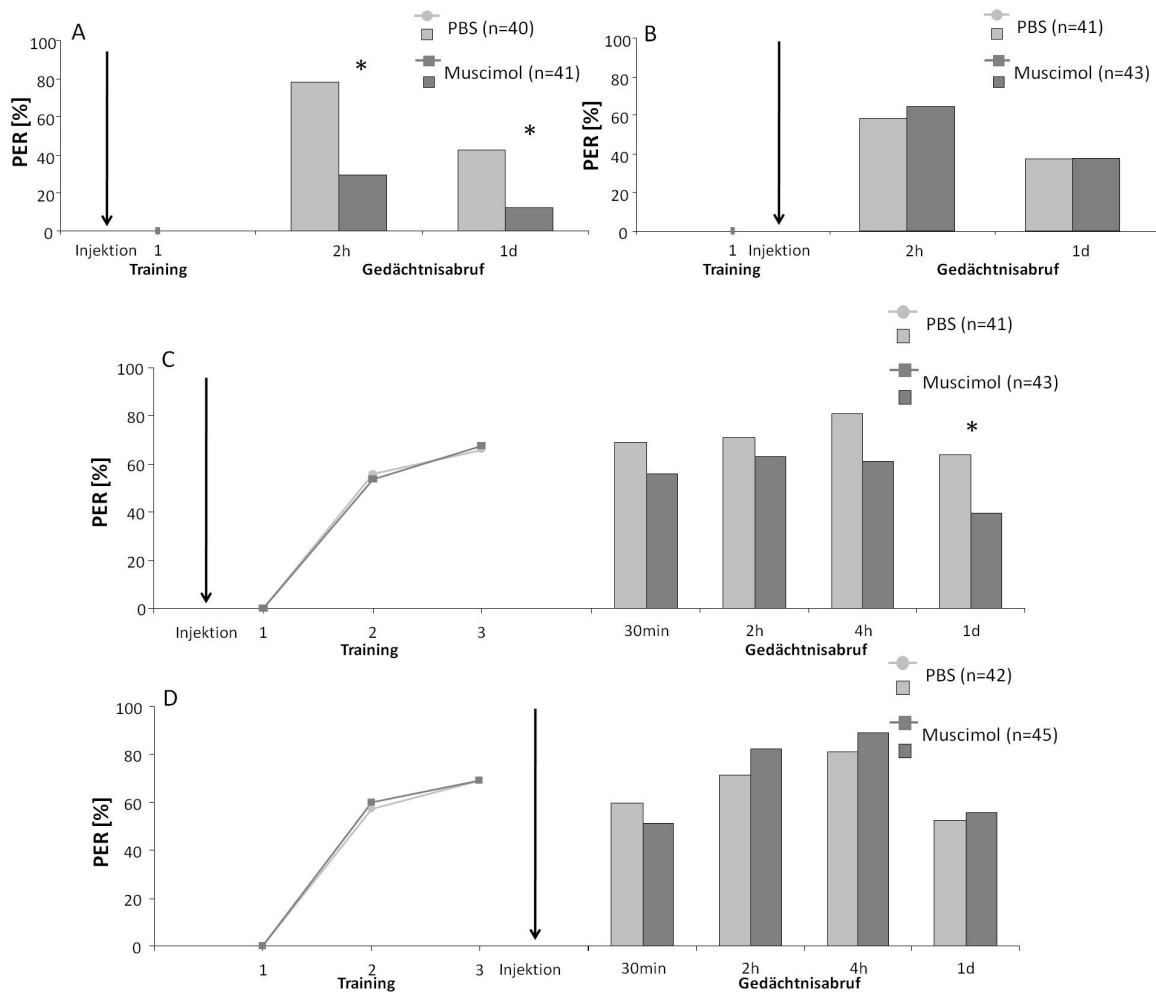 A
PBS (n=40)
Muscimol (n=41)
PER [%]
100
80
60
40
20
0
*
*
Injektion 1 2h 1d
Training Gedächtnisabruf
B
PBS (n=41)
Muscimol (n=43)
PER [%]
100
80
60
40
20
0
1 Injektion 2h 1d
Training Gedächtnisabruf
C
PBS (n=41)
Muscimol (n=43)
PER [%]
100
80
60
40
20
0
*
Injektion 1 2 3 30min 2h 4h 1d
Training Gedächtnisabruf
D
PBS (n=42)
Muscimol (n=45)
PER [%]
100
80
60
40
20
0
1 2 3 Injektion 30min 2h 4h 1d
Training Gedächtnisabruf